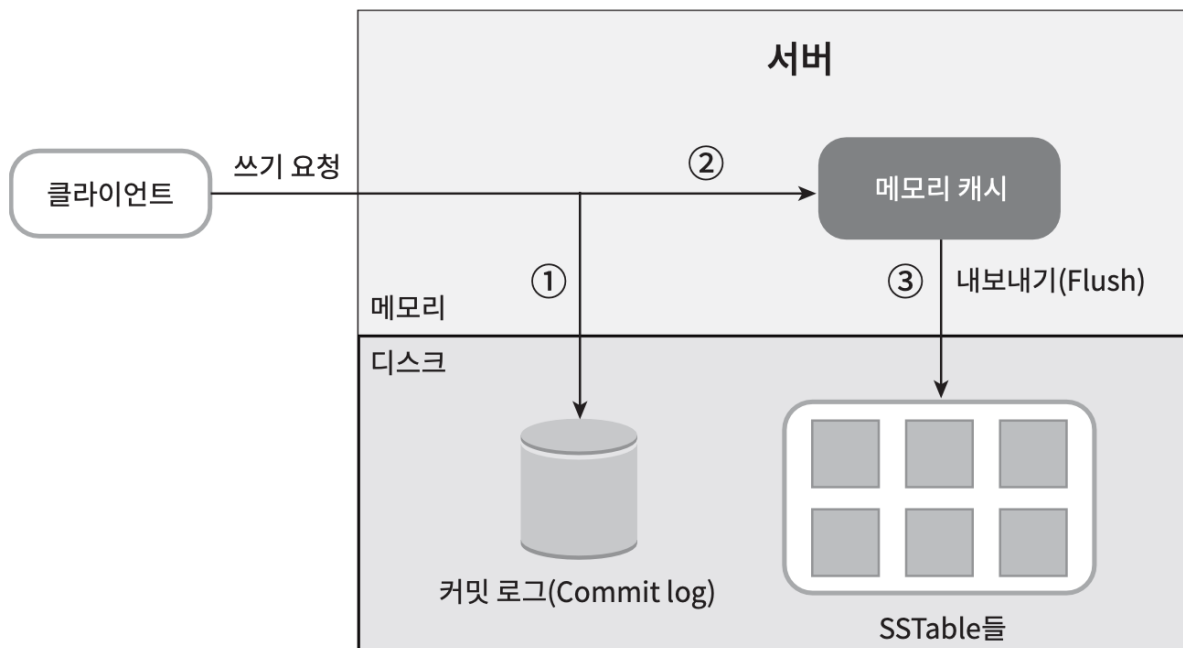 서버
클라이언트
쓰기 요청
②
메모리 캐시
①
③
내보내기(Flush)
메모리
디스크
커밋 로그(Commit log)
SSTable들